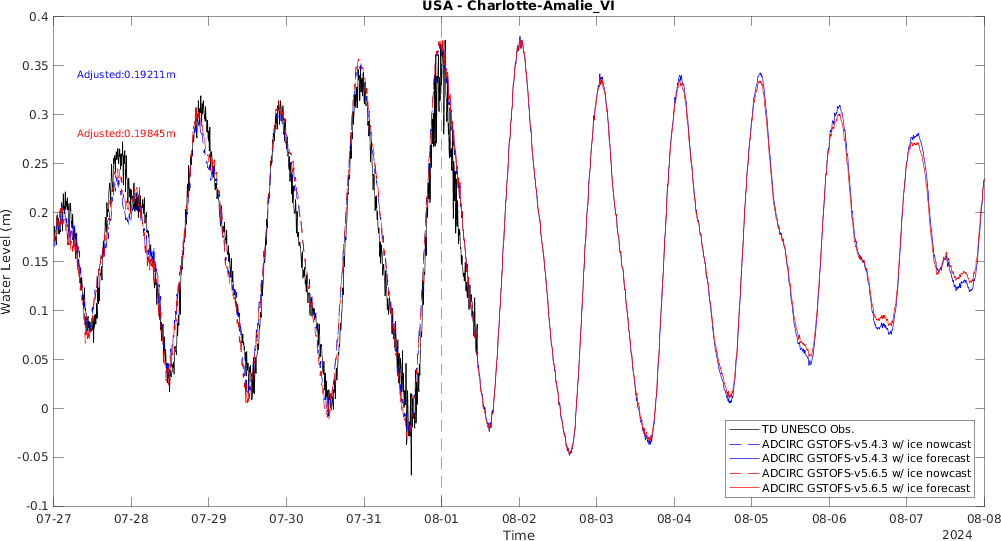 USA - Charlotte-Amalie_VI
0.4
0.35
0.3
0.25
0.2
0.15
0.1
0.05
0
-0.05
-0.1
Water Level (m)
Adjusted:0.19211m
Adjusted:0.19845m
TD UNESCO Obs.
ADCIRC GSTOFS-v5.4.3 w/ ice nowcast
ADCIRC GSTOFS-v5.4.3 w/ ice forecast
ADCIRC GSTOFS-v5.6.5 w/ ice nowcast
ADCIRC GSTOFS-v5.6.5 w/ ice forecast
07-27 07-28 07-29 07-30 07-31 08-01 08-02 08-03 08-04 08-05 08-06 08-07 08-08
Time
2024